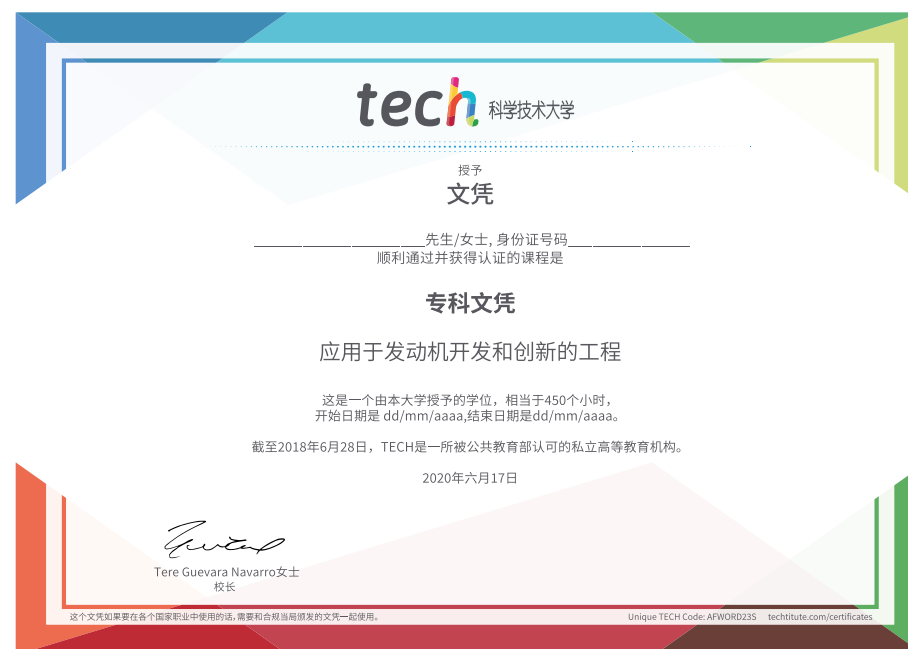 tech 科学技术大学
授予
文凭
先生/女士, 身份证号码
顺利通过并获得认证的课程是
专科文凭
应用于发动机开发和创新的工程
这是一个由本大学授予的学位，相当于450个小时，
开始日期是 dd/mm/aaaa,结束日期是dd/mm/aaaa。
截至2018年6月28日，TECH是一所被公共教育部认可的私立高等教育机构。
2020年六月17日
Tere Guevara Navarro女士
校长
这个文凭如果要在各个国家职业中使用的话，需要和合规当局颁发的文凭一起使用。
Unique TECH Code: AFWORD23S techtitute.com/certificates